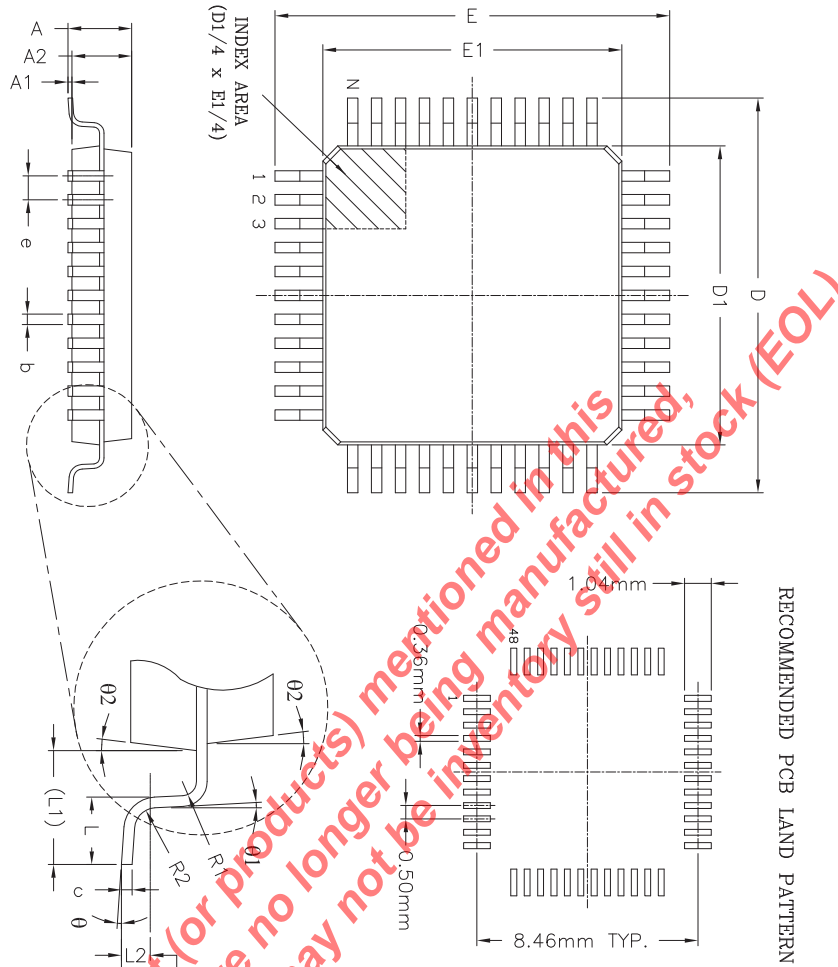 A
A2
A1
INDEX AREA
(D1/4 x E1/4)
E
E1
N
1
2
3
D1
D
e
b
RECOMMENDED PCB LAND PATTERN
1.04mm
48
1
0.36mm
0.50mm
8.46mm TYP.
θ2
θ2
(L1)
L
R1
R2
θ1
c
θ
L2
t (or products) mentioned in this
e no longer being manufactured,
ay not be inventory still in stock (EOL)